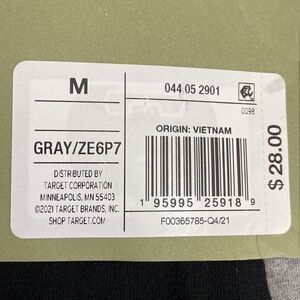 M
044 05 2901
0098
GRAY/ZE6P7
ORIGIN: VIETNAM
$28.00
DISTRIBUTED BY
TARGET CORPORATION
MINNEAPOLIS, MN 55403
©2021 TARGET BRANDS, INC.
SHOP TARGET.COM
1 95995 25918 9
F00365785-Q4/21